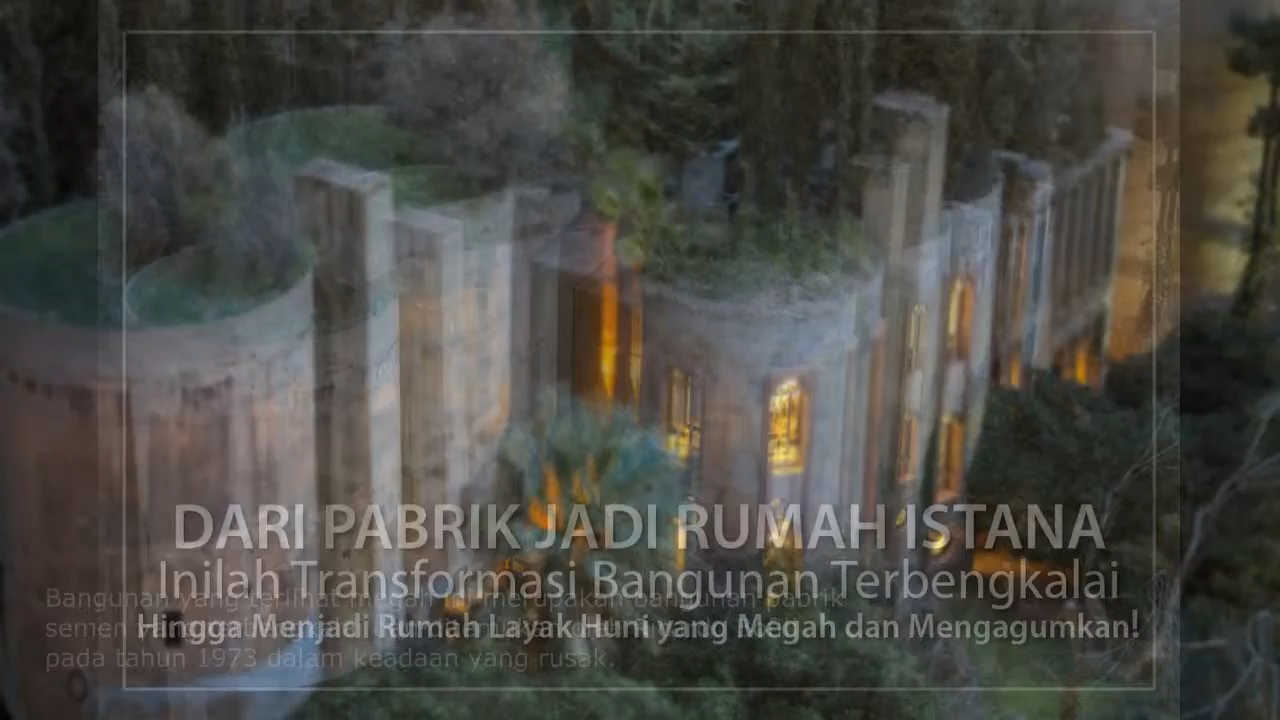 DARI PABRIK JADI RUMAH ISTANA
Inilah Transformasi Bangunan Terbengkalai
Hingga Menjadi Rumah Layak Huni yang Megah dan Mengagumkan!
Bangunan yang terlihat megah merupakan bangunan pabrik
semen
pada tahun 1973 dalam keadaan yang rusak.